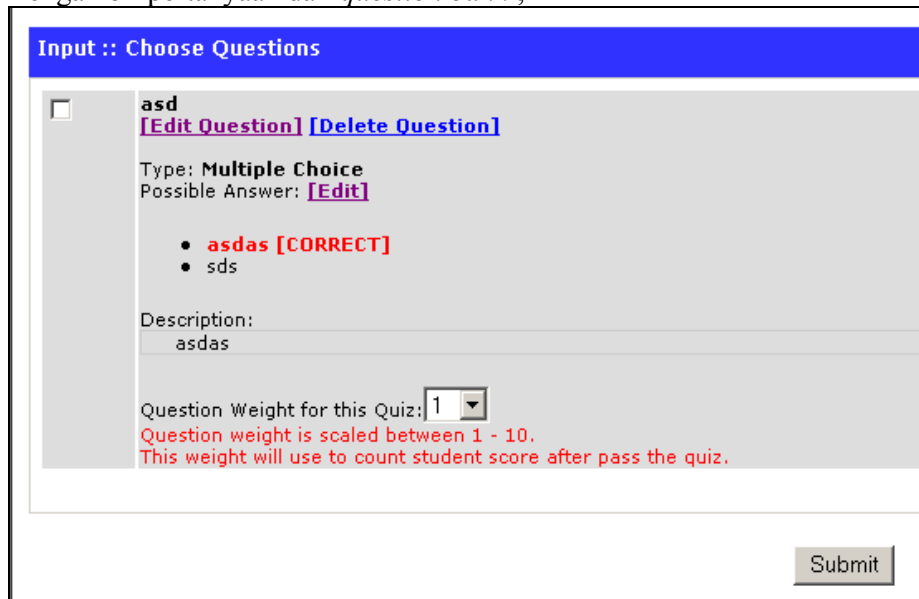 Input :: Choose Questions
asd
[Edit Question] [Delete Question]
Type: Multiple Choice
Possible Answer: [Edit]
• asdas [CORRECT]
• sds
Description:
asdas
Question Weight for this Quiz: 1
Question weight is scaled between 1 - 10.
This weight will use to count student score after pass the quiz.
Submit